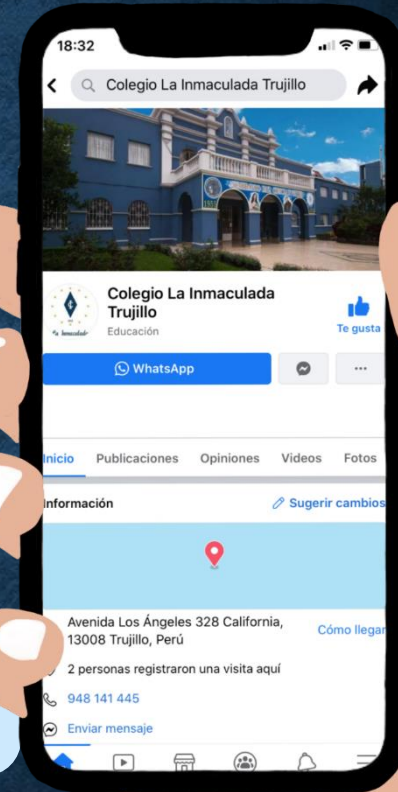 18:32
Colegio La Inmaculada Trujillo
Colegio La Inmaculada
Trujillo
Educación
Te gusta
WhatsApp
Inicio Publicaciones Opiniones Videos Fotos
Información
Sugerir cambios
Avenida Los Ángeles 328 California,
13008 Trujillo, Perú
Cómo llegar
2 personas registraron una visita aquí
948 141 445
Enviar mensaje